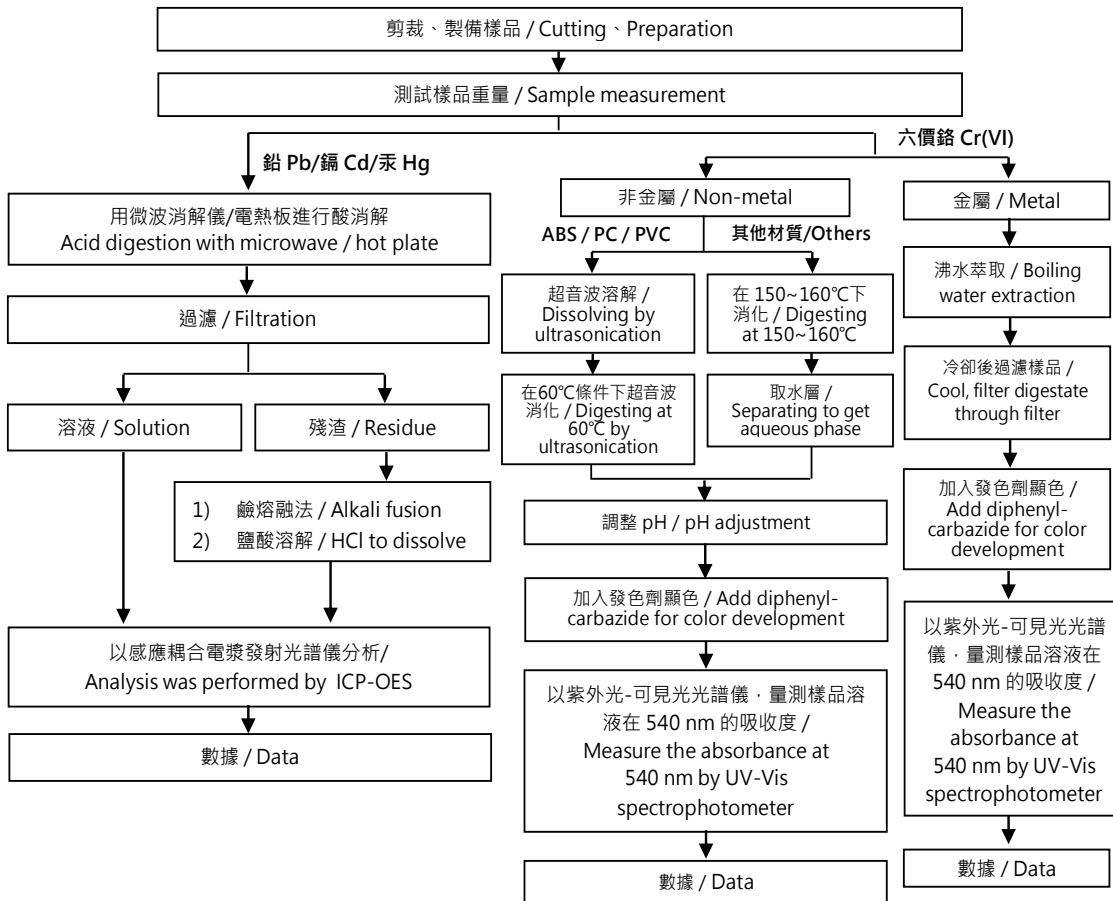 剪裁、製備樣品 / Cutting、Preparation
測試樣品重量 / Sample measurement
鉛 Pb/鎘 Cd/汞 Hg
用微波消解儀/電熱板進行酸消解
Acid digestion with microwave / hot plate
過濾 / Filtration
溶液 / Solution
殘渣 / Residue
1) 鹼熔融法 / Alkali fusion
2) 鹽酸溶解 / HCl to dissolve
以感應耦合電漿發射光譜儀分析/
Analysis was performed by ICP-OES
數據 / Data
六價鉻 Cr(VI)
非金屬 / Non-metal
ABS / PC / PVC
超音波溶解 /
Dissolving by
ultrasonication
在60℃條件下超音波
消化 / Digesting at
60℃ by
ultrasonication
其他材質/Others
在 150~160℃下
消化 / Digesting
at 150~160℃
取水層 /
Separating to get
aqueous phase
調整 pH / pH adjustment
加入發色劑顯色 / Add diphenyl-
carbazide for color development
以紫外光-可見光光譜儀，量測樣品溶
液在 540 nm 的吸收度 /
Measure the absorbance at
540 nm by UV-Vis
spectrophotometer
數據 / Data
金屬 / Metal
沸水萃取 / Boiling
water extraction
冷卻後過濾樣品 /
Cool, filter digestate
through filter
加入發色劑顯色 /
Add diphenyl-
carbazide for color
development
以紫外光-可見光光譜
儀，量測樣品溶液在
540 nm 的吸收度 /
Measure the
absorbance at
540 nm by UV-Vis
spectrophotometer
數據 / Data